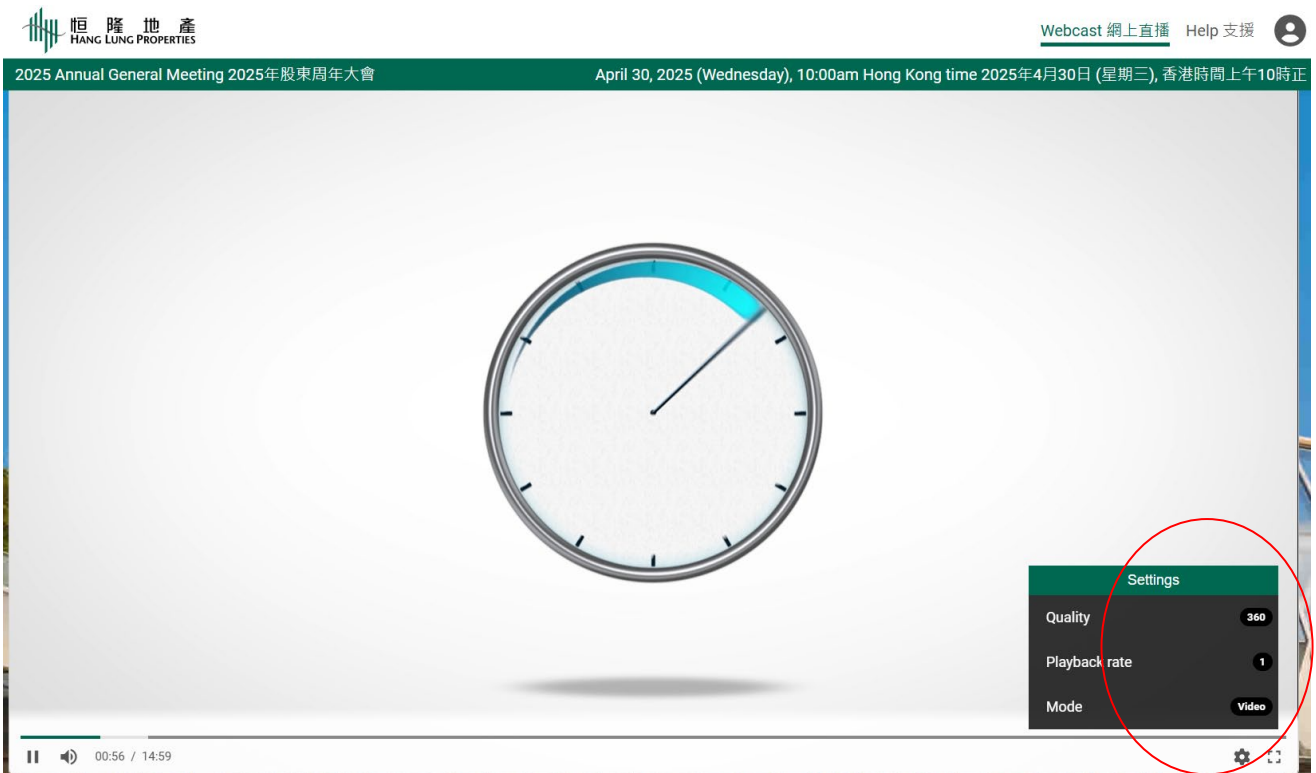 恒隆地產
HANG LUNG PROPERTIES
Webcast 網上直播 Help 支援
2025 Annual General Meeting 2025年股東周年大會 April 30, 2025 (Wednesday), 10:00am Hong Kong time 2025年4月30日 (星期三), 香港時間上午10時正
Settings
Quality 360
Playback rate 1
Mode Video
00:56 / 14:59